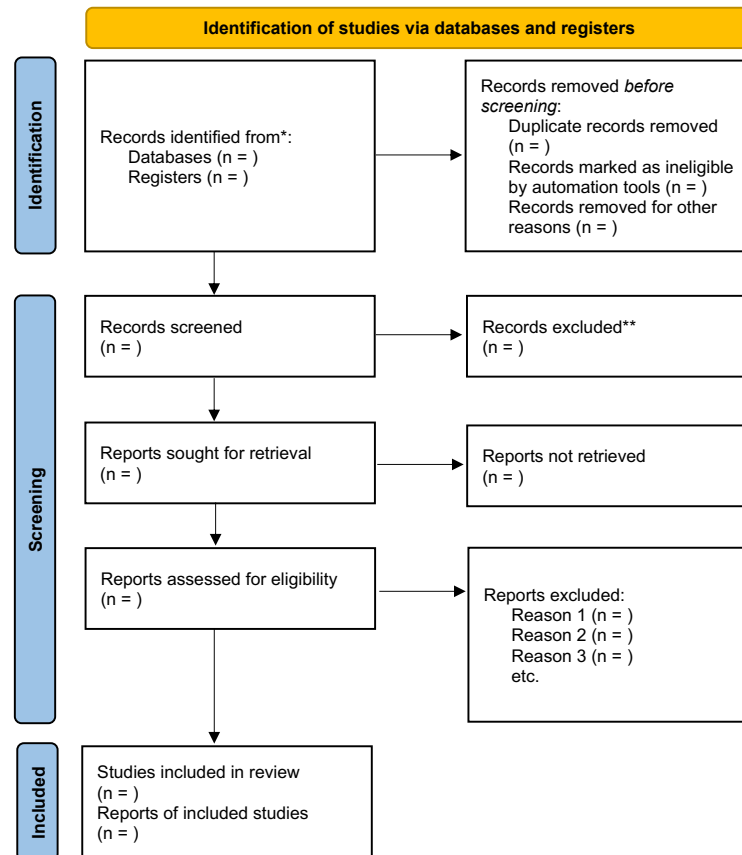 Identification of studies via databases and registers
Identification
Records identified from*:
Databases (n = )
Registers (n = )
Records removed before
screening:
Duplicate records removed
(n = )
Records marked as ineligible
by automation tools (n = )
Records removed for other
reasons (n = )
Screening
Records screened
(n = )
Records excluded**
(n = )
Reports sought for retrieval
(n = )
Reports not retrieved
(n = )
Reports assessed for eligibility
(n = )
Reports excluded:
Reason 1 (n = )
Reason 2 (n = )
Reason 3 (n = )
etc.
Included
Studies included in review
(n = )
Reports of included studies
(n = )